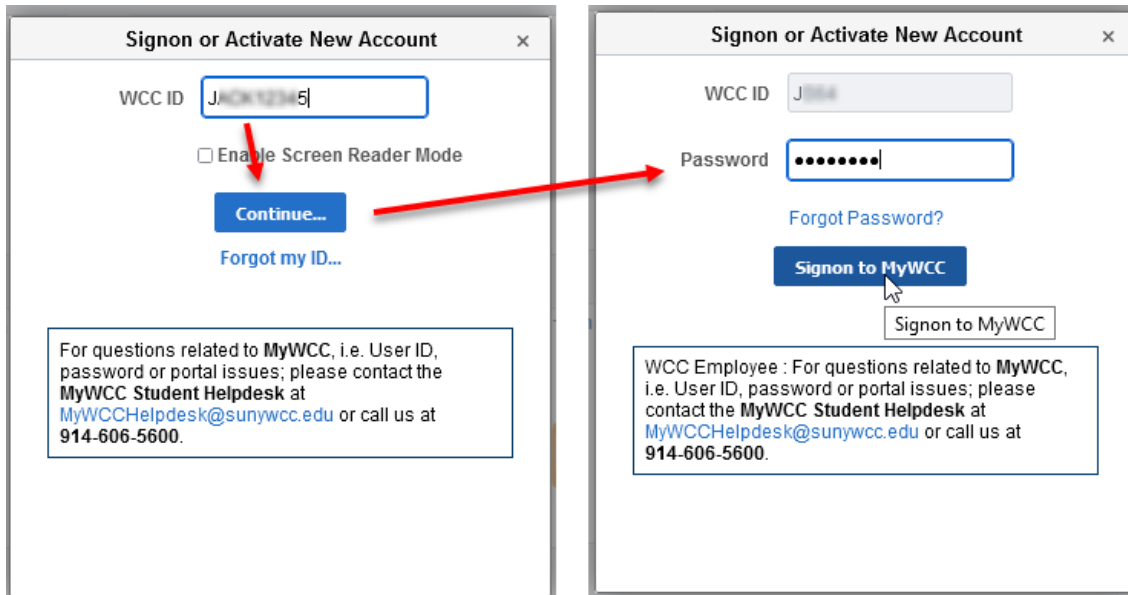 Signon or Activate New Account ×
WCC ID
Enable Screen Reader Mode
Continue...
Forgot my ID...
For questions related to MyWCC, i.e. User ID,
password or portal issues; please contact the
MyWCC Student Helpdesk at
MyWCCHelpdesk@sunywcc.edu or call us at
914-606-5600.
Signon or Activate New Account ×
WCC ID J
Password ••••••••
Forgot Password?
Signon to MyWCC
Signon to MyWCC
WCC Employee : For questions related to MyWCC,
i.e. User ID, password or portal issues; please
contact the MyWCC Student Helpdesk at
MyWCCHelpdesk@sunywcc.edu or call us at
914-606-5600.